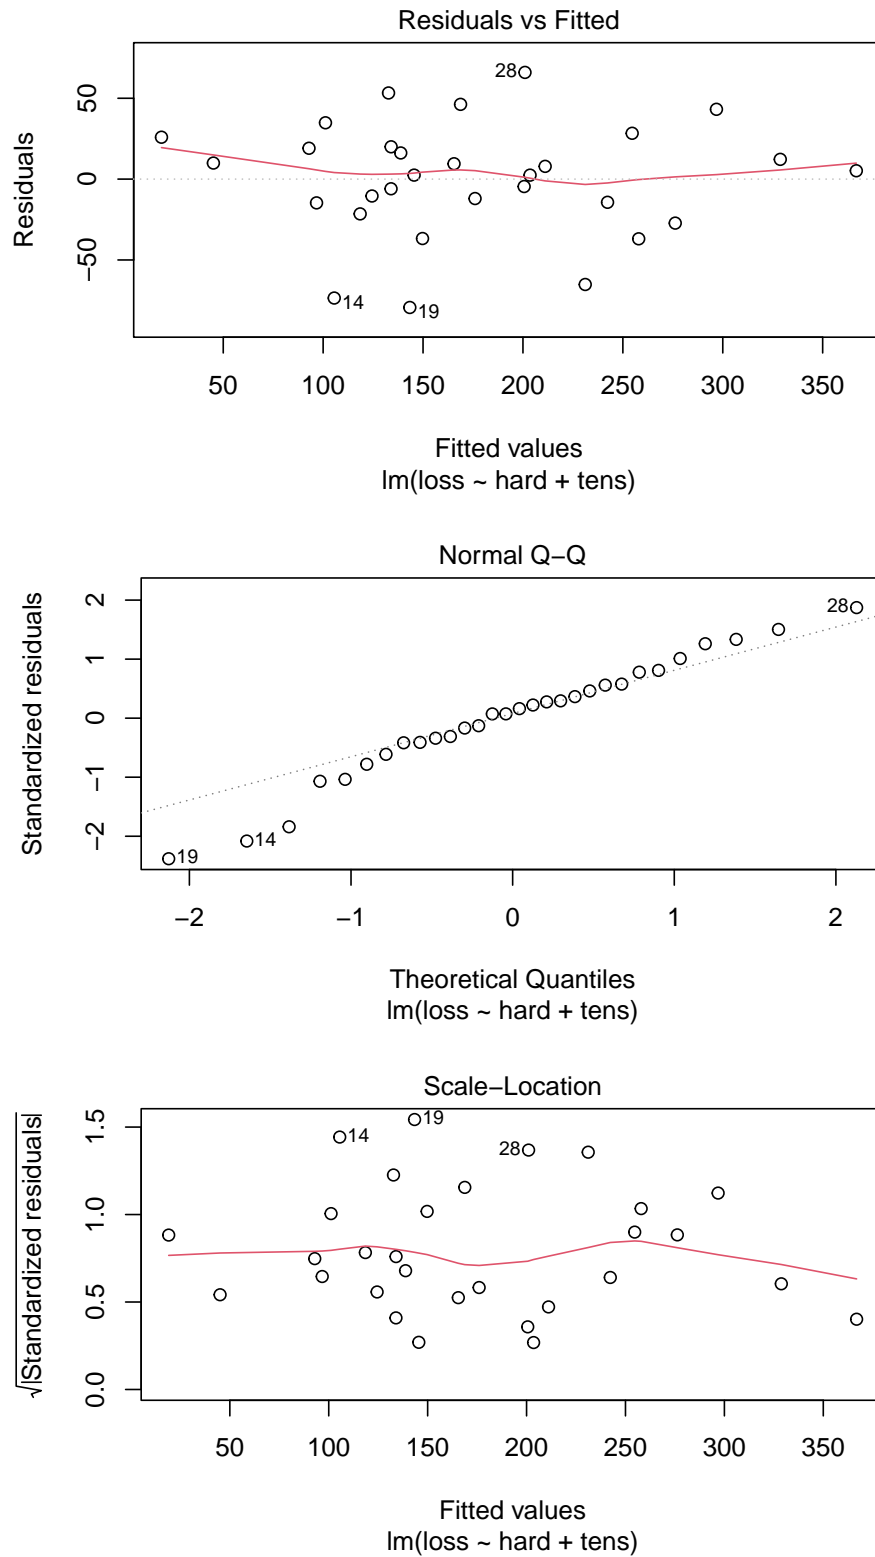 Residuals vs Fitted
Residuals
50
0
−50
28
14
19
50 100 150 200 250 300 350
Fitted values
lm(loss ~ hard + tens)
Normal Q−Q
Standardized residuals
2
1
0
−1
−2
28
14
19
−2 −1 0 1 2
Theoretical Quantiles
lm(loss ~ hard + tens)
Scale−Location
√|Standardized residuals|
1.5
1.0
0.5
0.0
19
14
28
50 100 150 200 250 300 350
Fitted values
lm(loss ~ hard + tens)